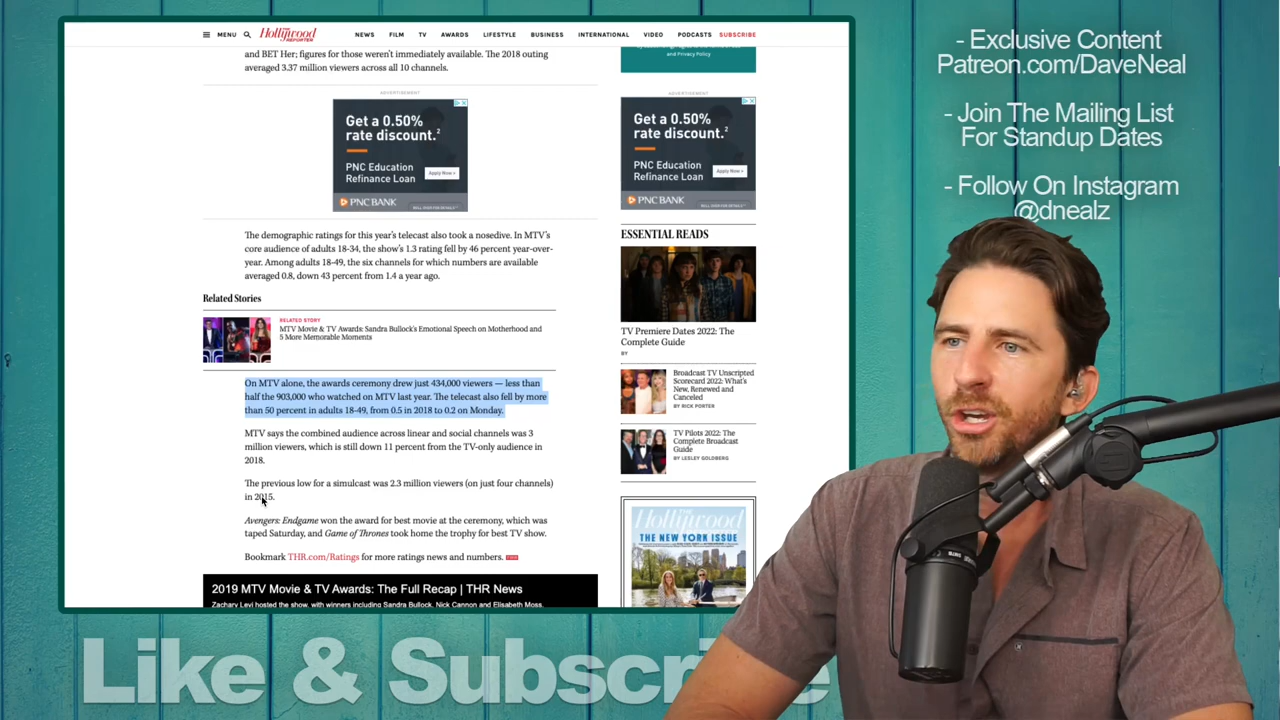 MENU
The Hollywood REPORTER
NEWS FILM TV AWARDS LIFESTYLE BUSINESS INTERNATIONAL VIDEO PODCASTS SUBSCRIBE
and BET Her; figures for those weren't immediately available. The 2018 outing
averaged 3.37 million viewers across all 10 channels.
ADVERTISEMENT
Get a 0.50%
rate discount.²
PNC Education
Refinance Loan
Apply Now »
PNC BANK
The demographic ratings for this year's telecast also took a nosedive. In MTV's
core audience of adults 18-34, the show's 1.3 rating fell by 46 percent year-over-
year. Among adults 18-49, the six channels for which numbers are available
averaged 0.8, down 43 percent from 1.4 a year ago.
Related Stories
RELATED STORY
MTV Movie & TV Awards: Sandra Bullock's Emotional Speech on Motherhood and
5 More Memorable Moments
On MTV alone, the awards ceremony drew just 434,000 viewers — less than
half the 903,000 who watched on MTV last year. The telecast also fell by more
than 50 percent in adults 18-49, from 0.5 in 2018 to 0.2 on Monday.
MTV says the combined audience across linear and social channels was 3
million viewers, which is still down 11 percent from the TV-only audience in
2018.
The previous low for a simulcast was 2.3 million viewers (on just four channels)
in 2015.
Avengers: Endgame won the award for best movie at the ceremony, which was
taped Saturday, and Game of Thrones took home the trophy for best TV show.
Bookmark THR.com/Ratings for more ratings news and numbers.
2019 MTV Movie & TV Awards: The Full Recap | THR News
Zachary Levi hosted the show, with winners including Sandra Bullock, Nick Cannon and Elisabeth Moss.
and Privacy Policy
ADVERTISEMENT
Get a 0.50%
rate discount.²
PNC Education
Refinance Loan
Apply Now »
PNC BANK
ESSENTIAL READS
TV Premiere Dates 2022: The
Complete Guide
BY
Broadcast TV Unscripted
Scorecard 2022: What's
New, Renewed and
Canceled
BY RICK PORTER
TV Pilots 2022: The
Complete Broadcast
Guide
BY LESLEY GOLDBERG
Hollywood
THE NEW YORK ISSUE
- Exclusive Content
Patreon.com/DaveNeal
- Join The Mailing List
For Standup Dates
- Follow On Instagram
@dnealz
Like & Subscribe